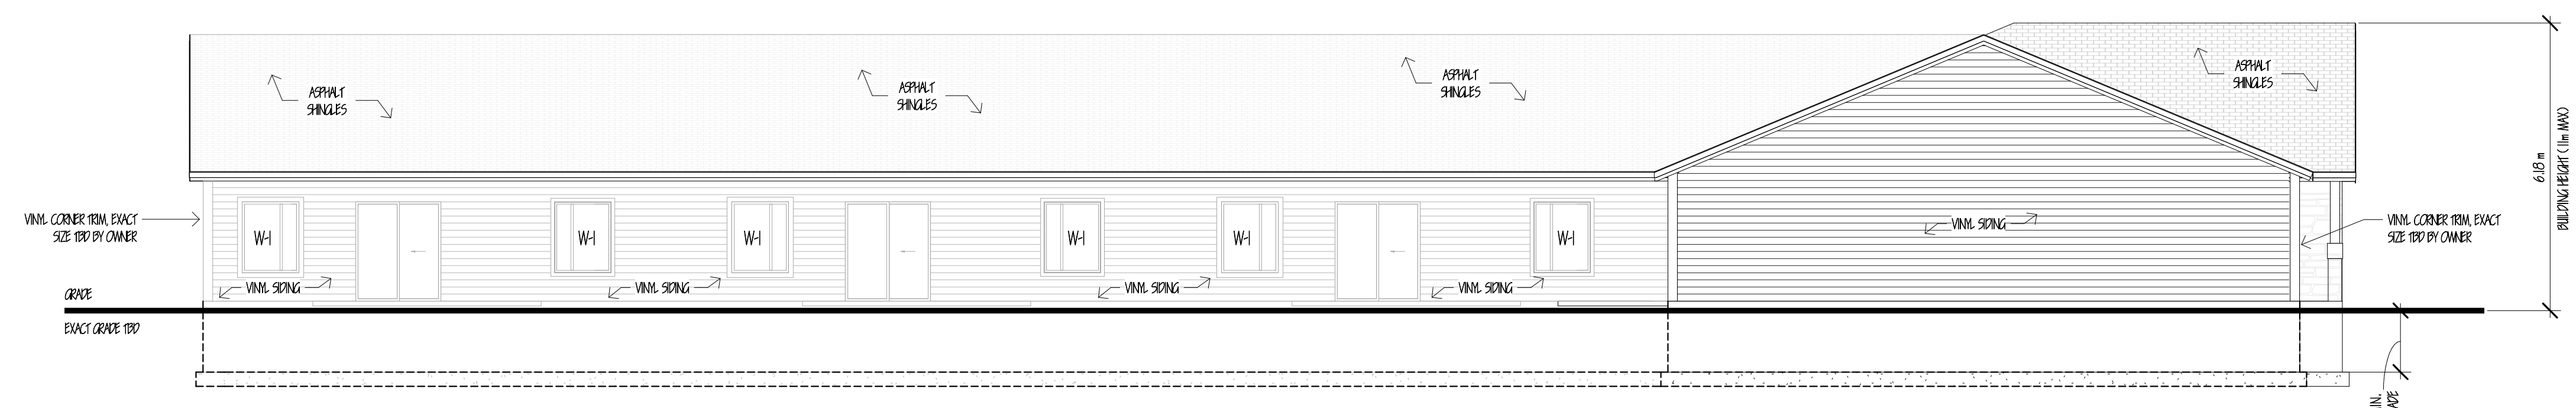 ASPHALT
SHINGLES
ASPHALT
SHINGLES
ASPHALT
SHINGLES
ASPHALT
SHINGLES
6.18 m
BUILDING HEIGHT (11m MAX)
VINYL CORNER TRIM, EXACT
SIZE TBD BY OWNER
W-1
W-1
W-1
W-1
W-1
W-1
VINYL SIDING
VINYL CORNER TRIM, EXACT
SIZE TBD BY OWNER
VINYL SIDING
VINYL SIDING
VINYL SIDING
VINYL SIDING
GRADE
EXACT GRADE TBD